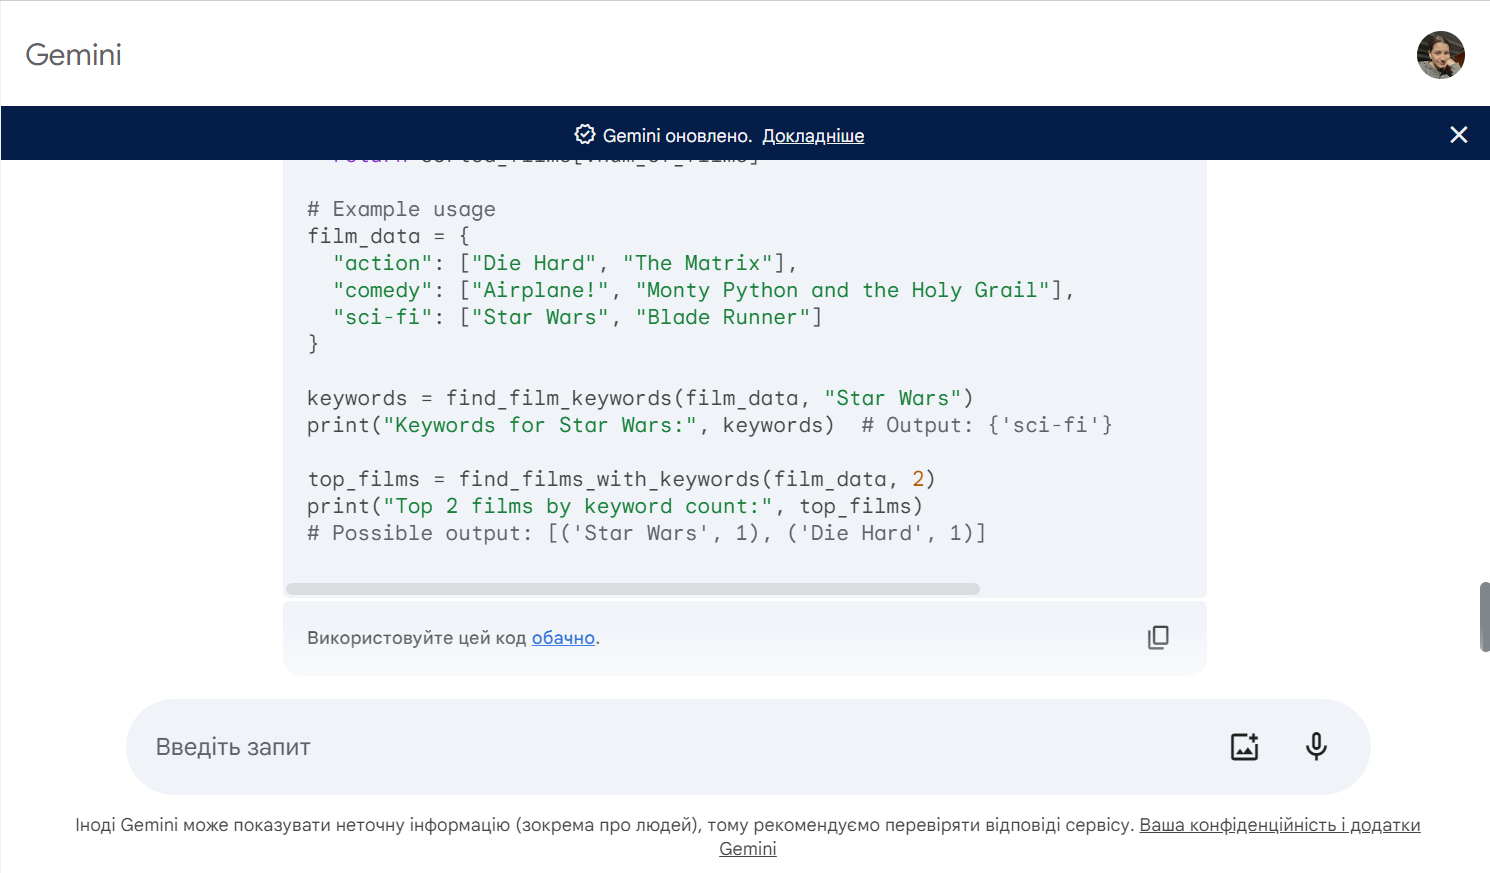 Gemini
Gemini оновлено. Докладніше
# Example usage
film_data = {
"action": ["Die Hard", "The Matrix"],
"comedy": ["Airplane!", "Monty Python and the Holy Grail"],
"sci-fi": ["Star Wars", "Blade Runner"]
}
keywords = find_film_keywords(film_data, "Star Wars")
print("Keywords for Star Wars:", keywords)  # Output: {'sci-fi'}
top_films = find_films_with_keywords(film_data, 2)
print("Top 2 films by keyword count:", top_films)
# Possible output: [('Star Wars', 1), ('Die Hard', 1)]
Використовуйте цей код обачно.
Введіть запит
Іноді Gemini може показувати неточну інформацію (зокрема про людей), тому рекомендуємо перевіряти відповіді сервісу. Ваша конфіденційність і додатки
Gemini